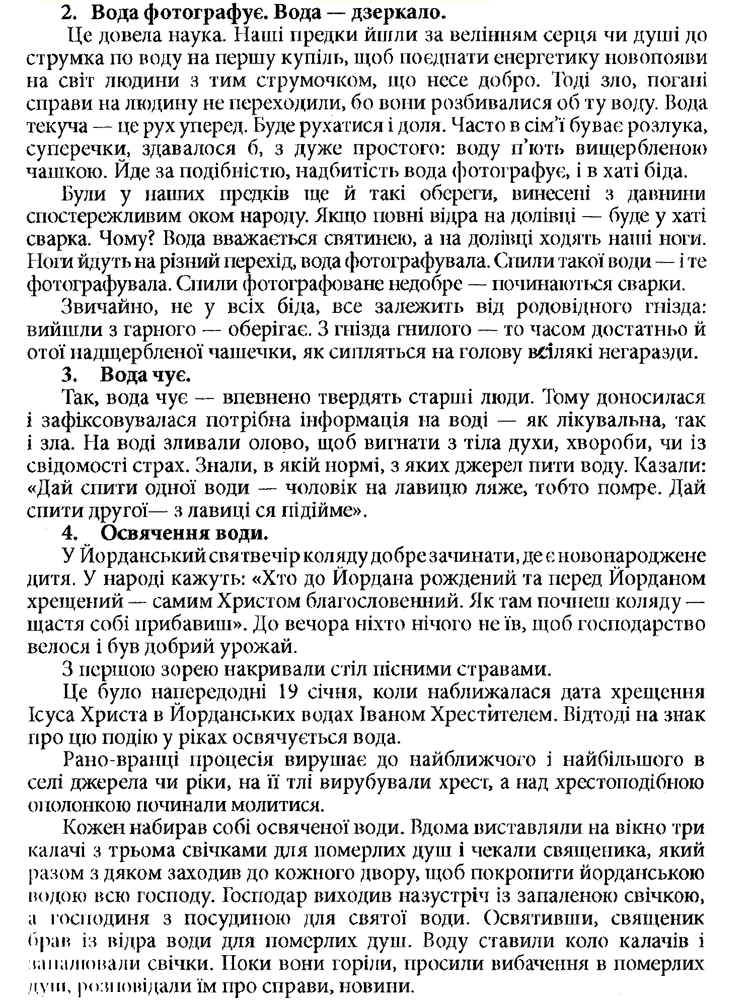 2. Вода фотографує. Вода — дзеркало.
Це довела наука. Наші предки йшли за велінням серця чи душі до
струмка по воду на першу купіль, щоб поєднати енергетику новопояви
на світ людини з тим струмочком, що несе добро. Тоді зло, погані
справи на людину не переходили, бо вони розбивалися об ту воду. Вода
текуча — це рух уперед. Буде рухатися і доля. Часто в сім’ї буває розлука,
суперечки, здавалося б, з дуже простого: воду п’ють вищербленою
чашкою. Йде за подібністю, надбитість вода фотографує, і в хаті біда.
Були у наших предків ще й такі обереги, винесені з давнини
спостережливим оком народу. Якщо повні відра на долівці — буде у хаті
сварка. Чому? Вода вважається святинею, а на долівці ходять наші ноги.
Ноги йдуть на різний перехід, вода фотографувала. Спили такої води — і те
фотографувала. Спили фотографоване недобре — починаються сварки.
Звичайно, не у всіх біда, все залежить від родовідного гнізда:
вийшли з гарного — оберігає. З гнізда гнилого — то часом достатньо й
отої надщербленої чашечки, як сипляться на голову всілякі негаразди.
3. Вода чує.
Так, вода чує — впевнено твердять старші люди. Тому доносилася
і зафіксовувалася потрібна інформація на воді — як лікувальна, так
і зла. На воді зливали олово, щоб вигнати з тіла духи, хвороби, чи із
свідомості страх. Знали, в якій нормі, з яких джерел пити воду. Казали:
«Дай спити одної води — чоловік на лавицю ляже, тобто помре. Дай
спити другої— з лавиці ся підійме».
4. Освячення води.
У Йорданський святвечір коляду добре зачинати, де є новонароджене
дитя. У народі кажуть: «Хто до Йордана рождений та перед Йорданом
хрещений — самим Христом благословенний. Як там почнеш коляду —
щастя собі прибавиш». До вечора ніхто нічого не їв, щоб господарство
велося і був добрий урожай.
З першою зорею накривали стіл пісними стравами.
Це було напередодні 19 січня, коли наближалася дата хрещення
Ісуса Христа в Йорданських водах Іваном Хрестителем. Відтоді на знак
про цю подію у ріках освячується вода.
Рано-вранці процесія вирушає до найближчого і найбільшого в
селі джерела чи ріки, на її тлі вирубували хрест, а над хрестоподібною
ополонкою починали молитися.
Кожен набирав собі освяченої води. Вдома виставляли на вікно три
калачі з трьома свічками для померлих душ і чекали священика, який
разом з дяком заходив до кожного двору, щоб покропити йорданською
водою всю господу. Господар виходив назустріч із запаленою свічкою,
а господиня з посудиною для святої води. Освятивши, священик
брав із відра води для померлих душ. Воду ставили коло калачів і
запалювали свічки. Поки вони горіли, просили вибачення в померлих
душ, розповідали їм про справи, новини.